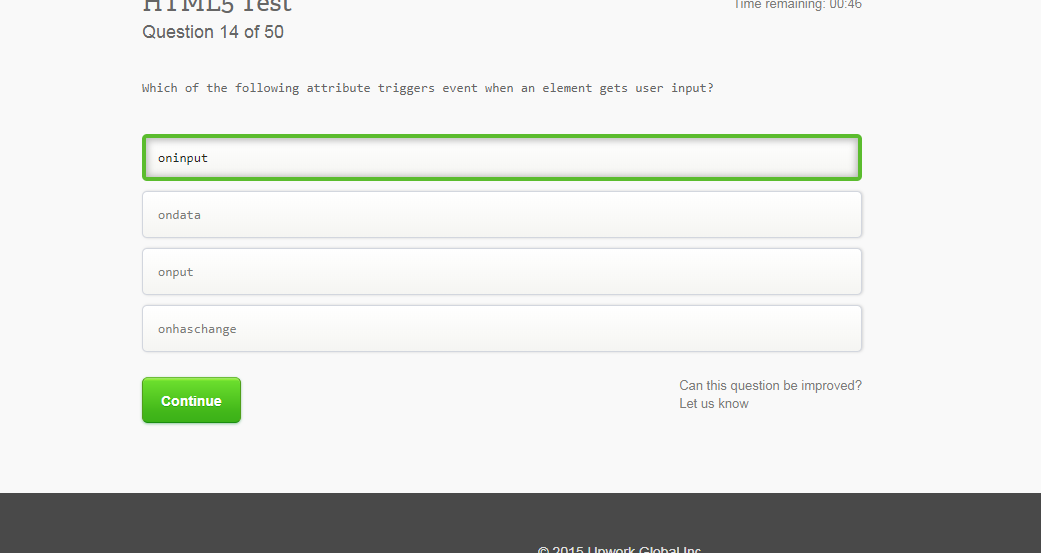 HTML5 Test
Time remaining: 00:46
Question 14 of 50
Which of the following attribute triggers event when an element gets user input?
oninput
ondata
onput
onhaschange
Continue
Can this question be improved?
Let us know
© 2015 Upwork Global Inc.